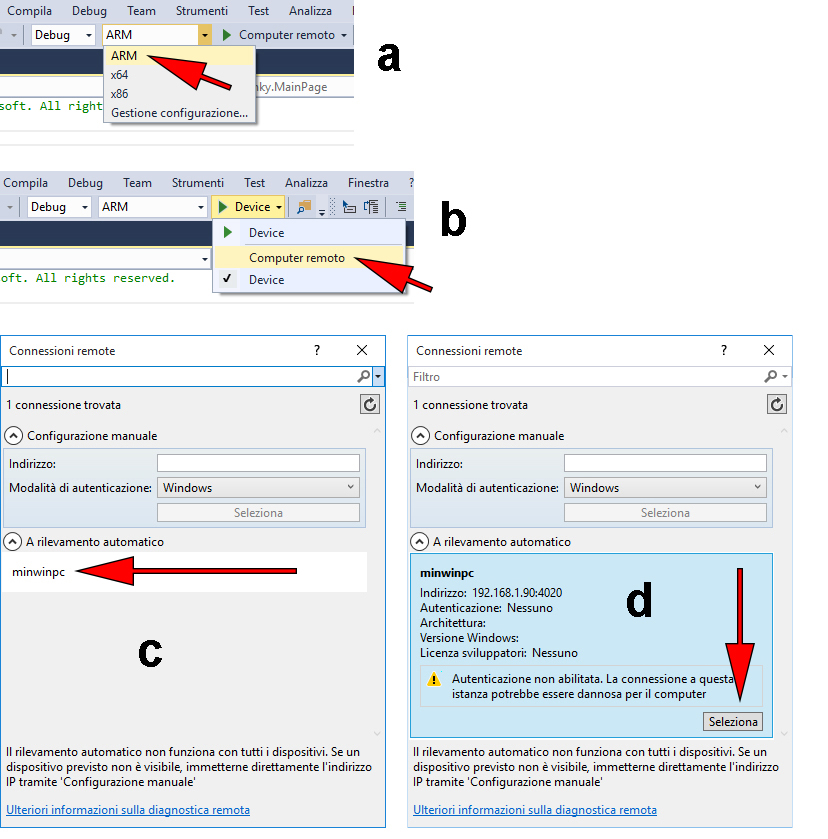 Compila Debug Team Strumenti Test Analizza
Debug ARM Computer remoto
ARM
x64
nky.MainPage
x86
soft. All right
Gestione configurazione...
a
Compila Debug Team Strumenti Test Analizza Finestra ?
Debug ARM Device
Device
Computer remoto
oft. All rights reserved.
Device
b
Connessioni remote ?
1 connessione trovata
Configurazione manuale
Indirizzo:
Modalità di autenticazione: Windows
Seleziona
A rilevamento automatico
minwinpc
c
Il rilevamento automatico non funziona con tutti i dispositivi. Se un
dispositivo previsto non è visibile, immetterne direttamente l'indirizzo
IP tramite 'Configurazione manuale'
Ulteriori informazioni sulla diagnostica remota
Connessioni remote ?
Filtro
1 connessione trovata
Configurazione manuale
Indirizzo:
Modalità di autenticazione: Windows
Seleziona
A rilevamento automatico
minwinpc
Indirizzo: 192.168.1.90:4020
Autenticazione: Nessuno
Architettura:
Versione Windows:
Licenza sviluppatori: Nessuno
d
Autenticazione non abilitata. La connessione a questa
istanza potrebbe essere dannosa per il computer
Seleziona
Il rilevamento automatico non funziona con tutti i dispositivi. Se un
dispositivo previsto non è visibile, immetterne direttamente l'indirizzo
IP tramite 'Configurazione manuale'
Ulteriori informazioni sulla diagnostica remota